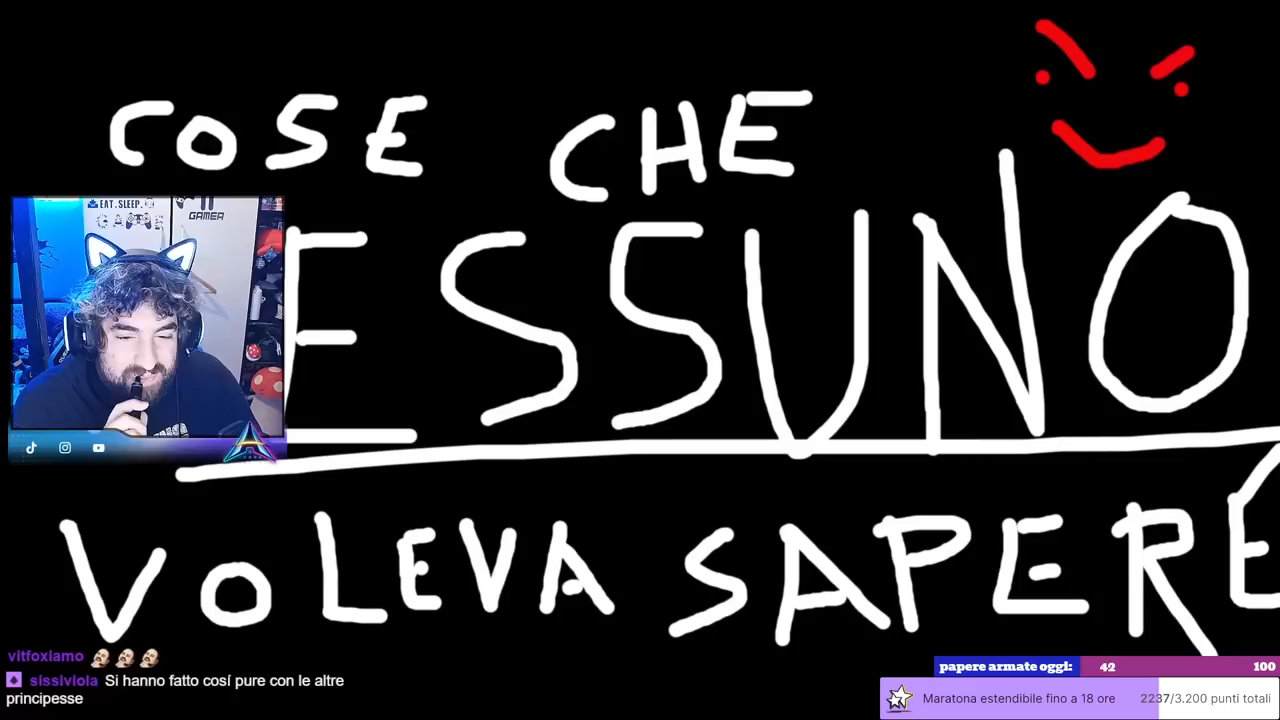 COSE CHE
ESSUNO
VOLEVA SAPERE
EAT.SLEEP.
GAMER
vitfoxiamo
sissiviola Si hanno fatto cosí pure con le altre
principesse
papere armate oggi: 42 100
Maratona estendibile fino a 18 ore 2237/3.200 punti totali